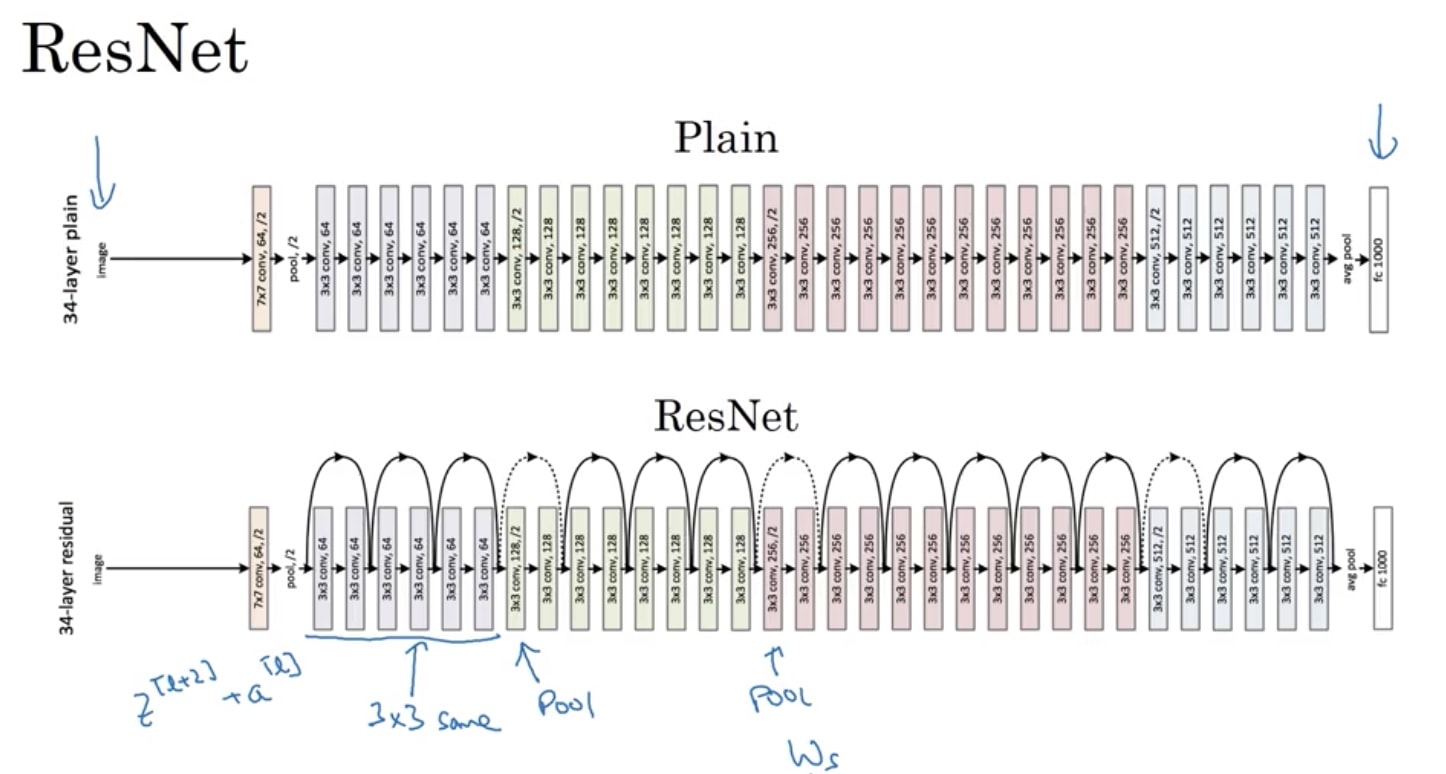 ResNet
Plain
34-layer plain
image
7x7 conv, 64, /2
pool, /2
3x3 conv, 64
3x3 conv, 64
3x3 conv, 64
3x3 conv, 64
3x3 conv, 64
3x3 conv, 64
3x3 conv, 128, /2
3x3 conv, 128
3x3 conv, 128
3x3 conv, 128
3x3 conv, 128
3x3 conv, 128
3x3 conv, 128
3x3 conv, 128
3x3 conv, 256, /2
3x3 conv, 256
3x3 conv, 256
3x3 conv, 256
3x3 conv, 256
3x3 conv, 256
3x3 conv, 256
3x3 conv, 256
3x3 conv, 256
3x3 conv, 256
3x3 conv, 256
3x3 conv, 256
3x3 conv, 512, /2
3x3 conv, 512
3x3 conv, 512
3x3 conv, 512
3x3 conv, 512
3x3 conv, 512
avg pool
fc 1000
ResNet
34-layer residual
image
7x7 conv, 64, /2
pool, /2
3x3 conv, 64
3x3 conv, 64
3x3 conv, 64
3x3 conv, 64
3x3 conv, 64
3x3 conv, 64
3x3 conv, 128, /2
3x3 conv, 128
3x3 conv, 128
3x3 conv, 128
3x3 conv, 128
3x3 conv, 128
3x3 conv, 128
3x3 conv, 128
3x3 conv, 256, /2
3x3 conv, 256
3x3 conv, 256
3x3 conv, 256
3x3 conv, 256
3x3 conv, 256
3x3 conv, 256
3x3 conv, 256
3x3 conv, 256
3x3 conv, 256
3x3 conv, 256
3x3 conv, 256
3x3 conv, 512, /2
3x3 conv, 512
3x3 conv, 512
3x3 conv, 512
3x3 conv, 512
3x3 conv, 512
avg pool
fc 1000
z^[l+2] + a^[l]
3x3 same
Pool
Pool
Ws